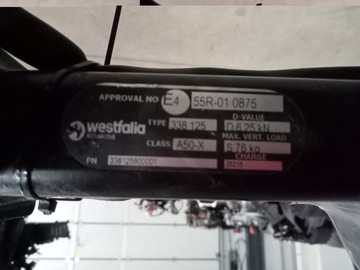 APPROVAL NO E4 55R-01 0875
westfalia
AUTOMOTIVE
TYPE 338 125
D-VALUE
D 6,25 kN
CLASS A50-X
MAX. VERT. LOAD
S 76 kg
PN 338125600001
CHARGE